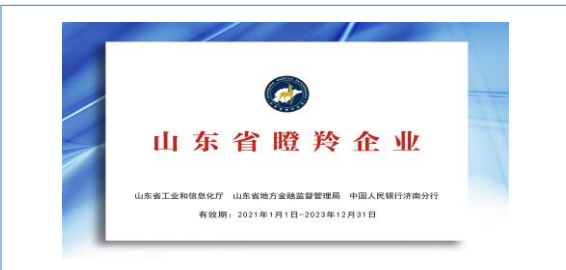 山东省瞪羚企业
山东省工业和信息化厅 山东省地方金融监督管理局 中国人民银行济南分行
有效期：2021年1月1日-2023年12月31日